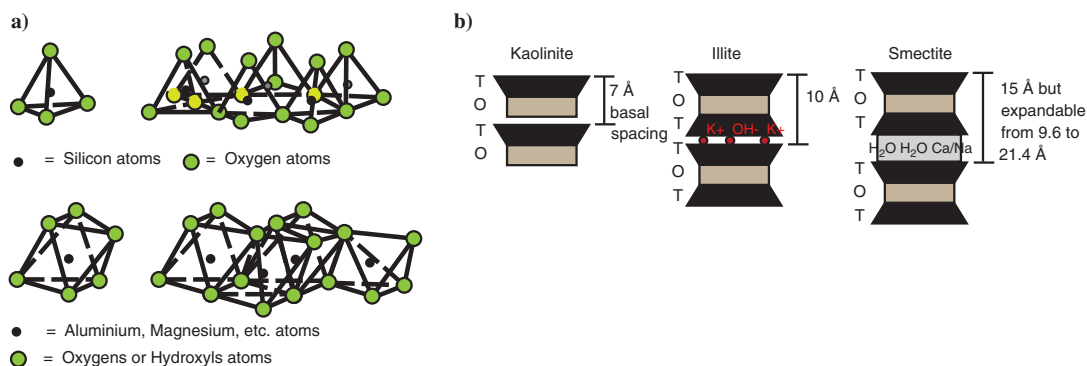 a)
= Silicon atoms
= Oxygen atoms
= Aluminium, Magnesium, etc. atoms
= Oxygens or Hydroxyls atoms
b)
Kaolinite
T
O
T
O
7 Å
basal
spacing
Illite
T
O
T
K+ OH- K+
T
O
T
10 Å
Smectite
T
O
T
H₂O H₂O Ca/Na
T
O
T
15 Å but
expandable
from 9.6 to
21.4 Å